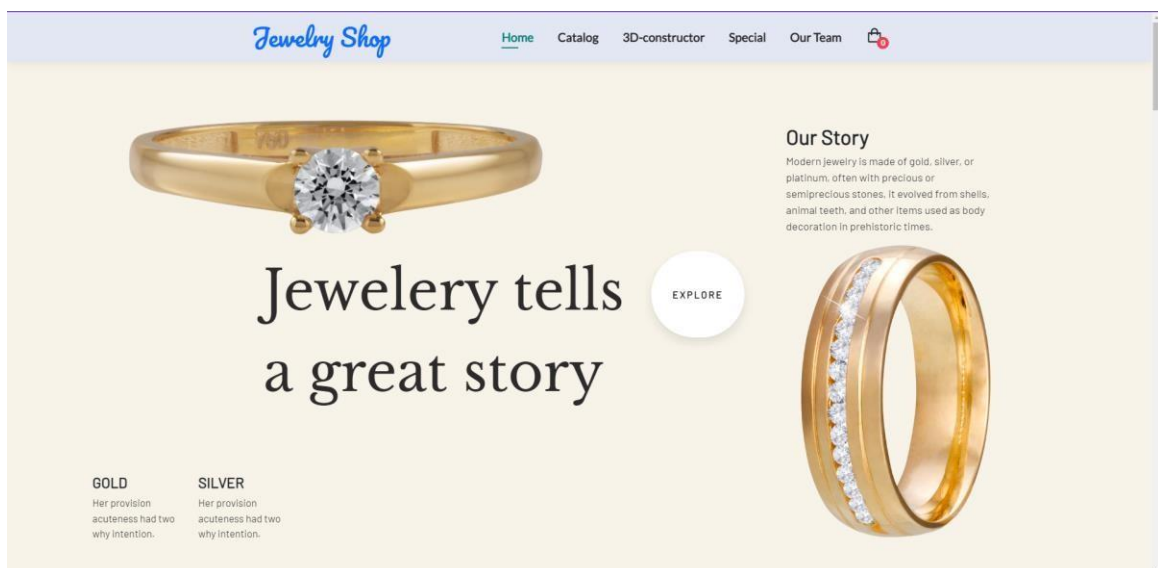 Jewelry Shop
Home Catalog 3D-constructor Special Our Team 0
750
Our Story
Modern jewelry is made of gold, silver, or
platinum, often with precious or
semiprecious stones, it evolved from shells,
animal teeth, and other items used as body
decoration in prehistoric times.
Jewelery tells
a great story
EXPLORE
GOLD
Her provision
acuteness had two
why intention.
SILVER
Her provision
acuteness had two
why intention.